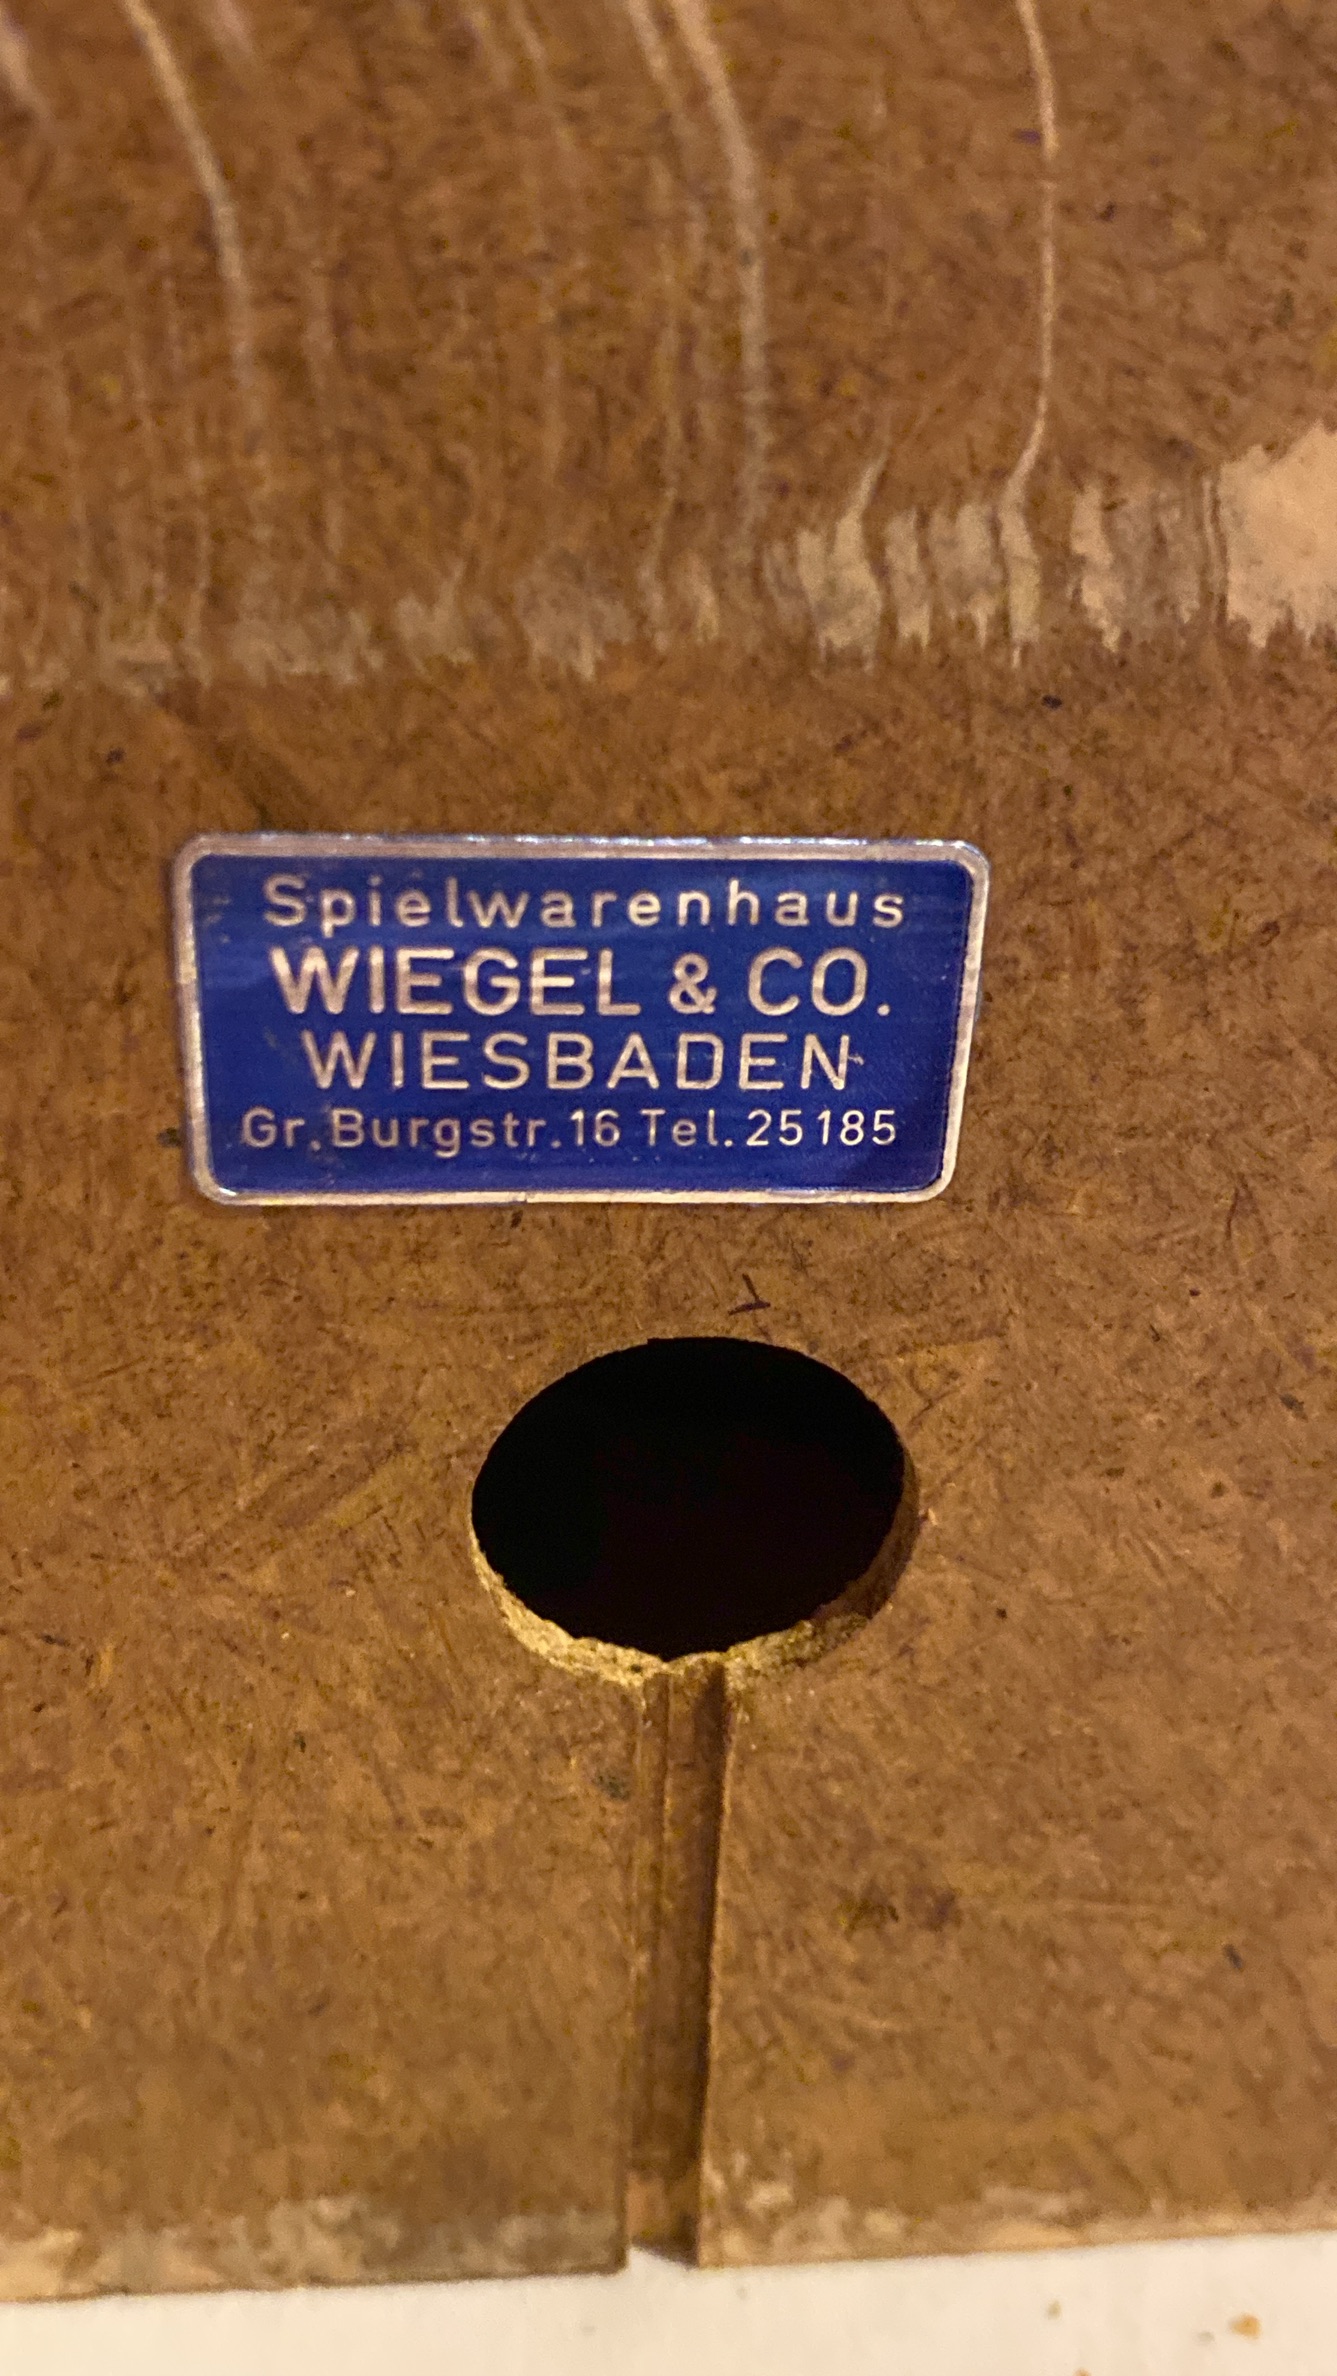 Spielwarenhaus
WIEGEL & CO.
WIESBADEN
Gr. Burgstr. 16 Tel. 25185